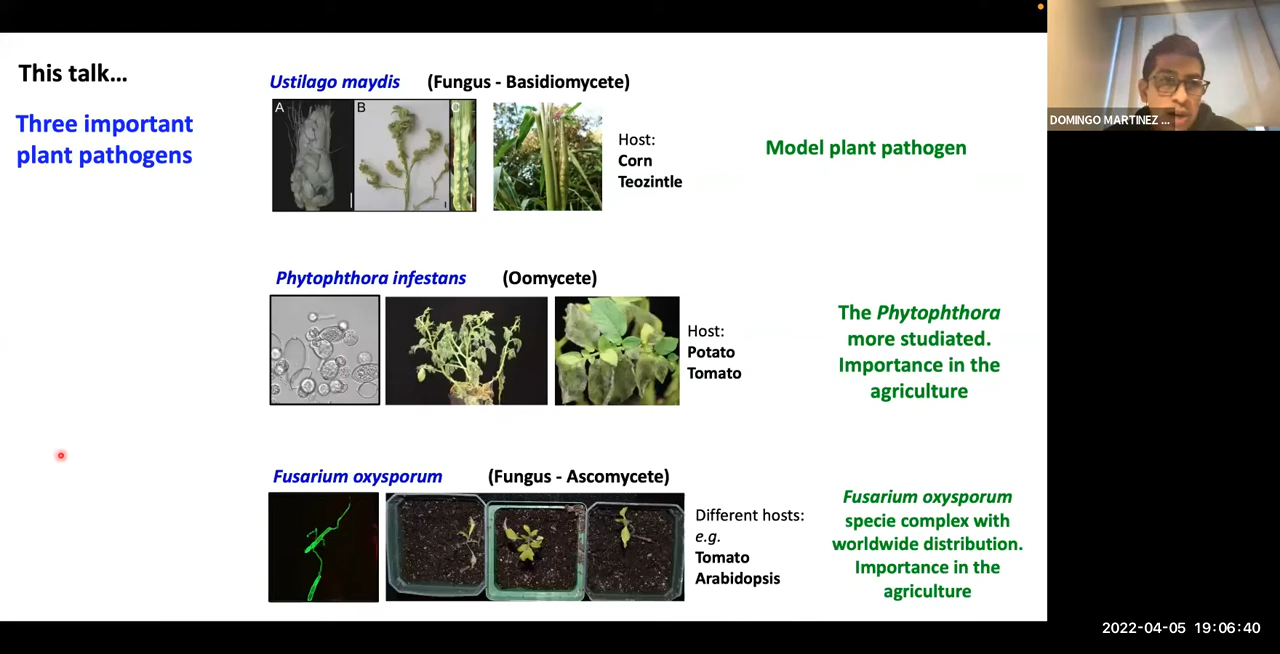 This talk...
Three important
plant pathogens
Ustilago maydis (Fungus - Basidiomycete)
A B C
Host:
Corn
Teozintle
Model plant pathogen
Phytophthora infestans (Oomycete)
Host:
Potato
Tomato
The Phytophthora
more studiated.
Importance in the
agriculture
Fusarium oxysporum (Fungus - Ascomycete)
Different hosts:
e.g.
Tomato
Arabidopsis
Fusarium oxysporum
specie complex with
worldwide distribution.
Importance in the
agriculture
DOMINGO MARTINEZ ...
2022-04-05 19:06:40